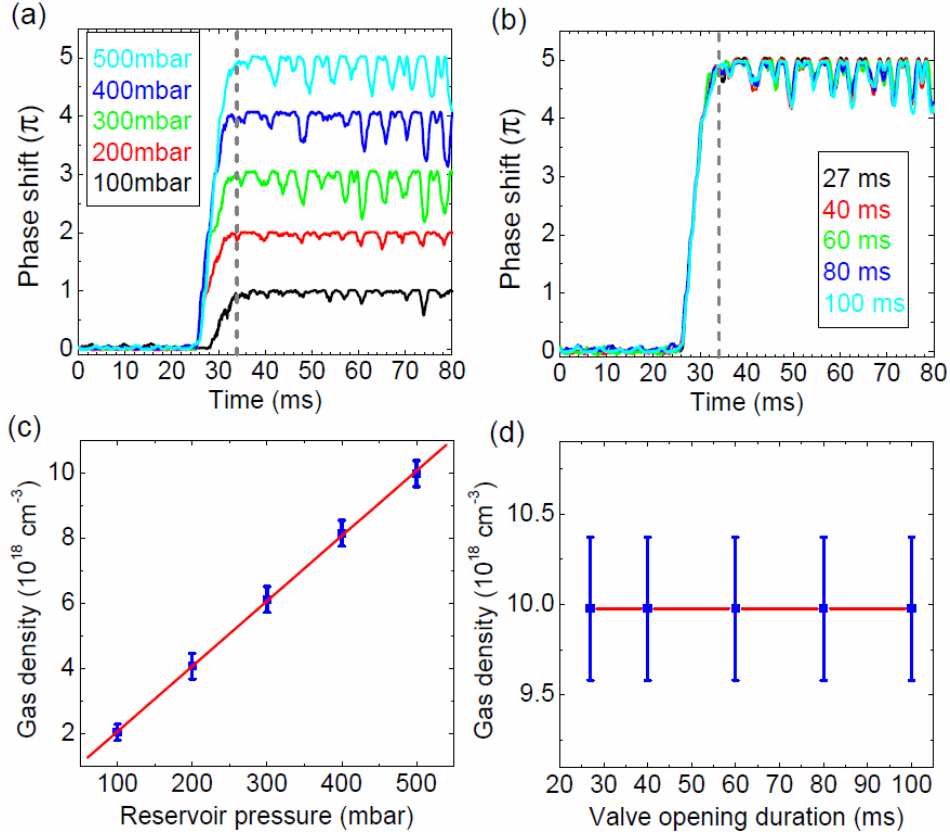 (a)
500mbar
400mbar
300mbar
200mbar
100mbar
Phase shift (π)
5
4
3
2
1
0
0 10 20 30 40 50 60 70 80
Time (ms)
(b)
27 ms
40 ms
60 ms
80 ms
100 ms
Phase shift (π)
5
4
3
2
1
0
0 10 20 30 40 50 60 70 80
Time (ms)
(c)
Gas density (10^18 cm^-3)
10
8
6
4
2
100 200 300 400 500
Reservoir pressure (mbar)
(d)
Gas density (10^18 cm^-3)
10.5
10.0
9.5
20 30 40 50 60 70 80 90 100
Valve opening duration (ms)